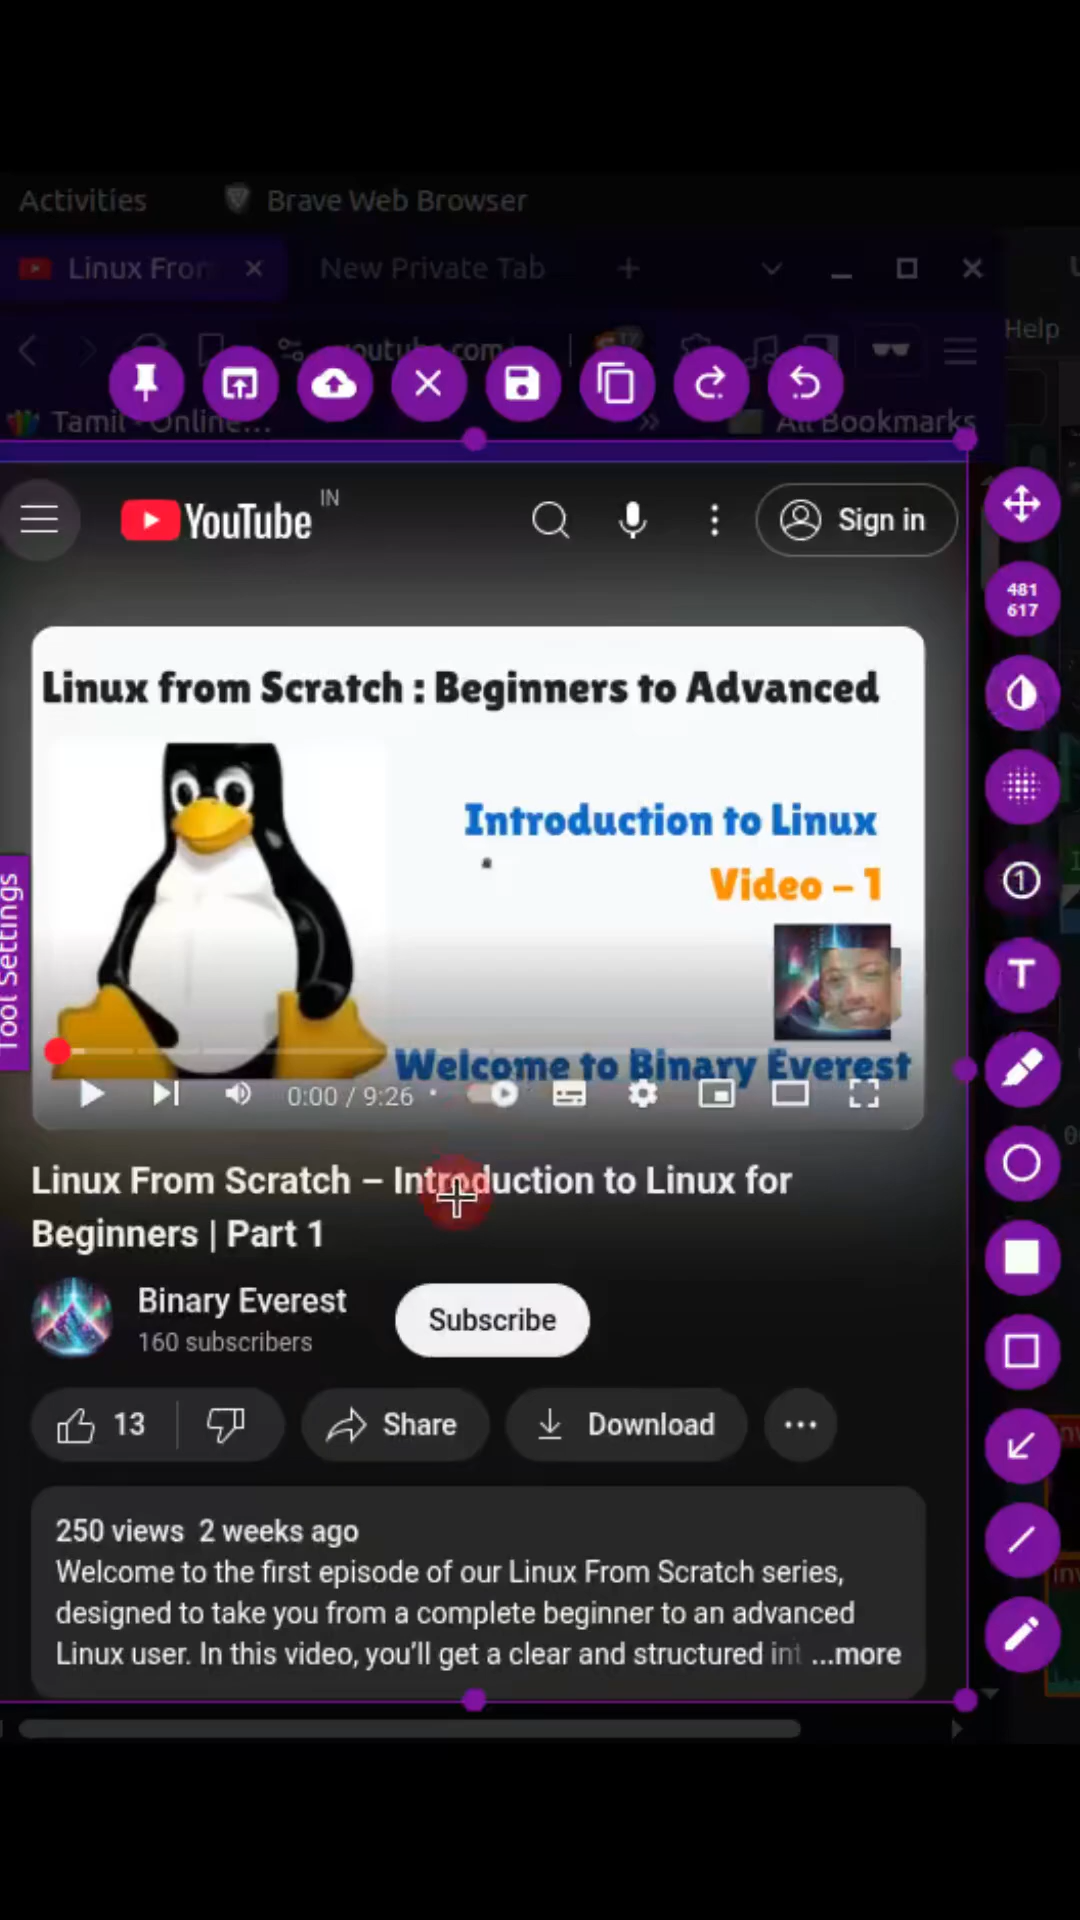 Activities Brave Web Browser
Linux From New Private Tab
Help
youtube.com
Tamil - Online... All Bookmarks
YouTube IN Sign in
481
617
Linux from Scratch : Beginners to Advanced
Introduction to Linux
Video – 1
Tool Settings
Welcome to Binary Everest
0:00 / 9:26
Linux From Scratch – Introduction to Linux for
Beginners | Part 1
Binary Everest
160 subscribers
Subscribe
13 Share Download
250 views 2 weeks ago
Welcome to the first episode of our Linux From Scratch series,
designed to take you from a complete beginner to an advanced
Linux user. In this video, you’ll get a clear and structured int ...more